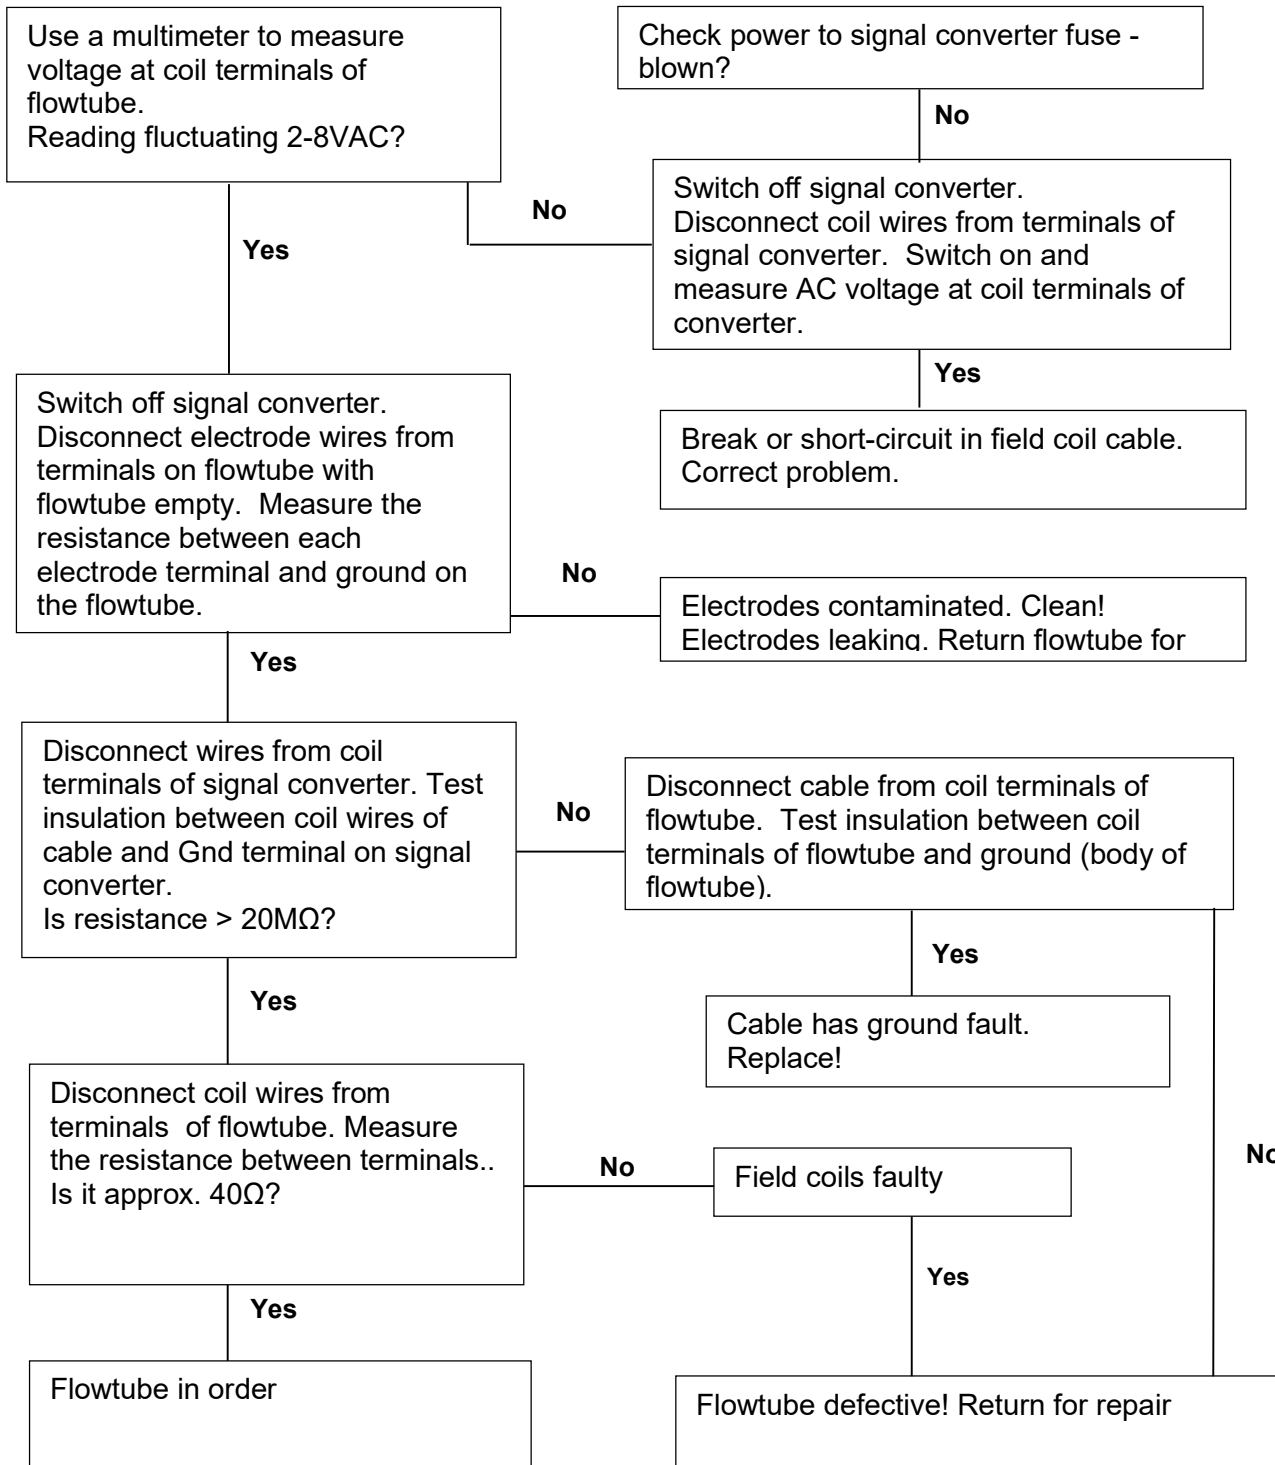 Use a multimeter to measure
voltage at coil terminals of
flowtube.
Reading fluctuating 2-8VAC?
Check power to signal converter fuse -
blown?
No
No
Switch off signal converter.
Disconnect coil wires from terminals of
signal converter.  Switch on and
measure AC voltage at coil terminals of
converter.
Yes
Yes
Switch off signal converter.
Disconnect electrode wires from
terminals on flowtube with
flowtube empty.  Measure the
resistance between each
electrode terminal and ground on
the flowtube.
Break or short-circuit in field coil cable.
Correct problem.
No
Electrodes contaminated. Clean!
Electrodes leaking. Return flowtube for
Yes
Disconnect wires from coil
terminals of signal converter. Test
insulation between coil wires of
cable and Gnd terminal on signal
converter.
Is resistance > 20MΩ?
No
Disconnect cable from coil terminals of
flowtube.  Test insulation between coil
terminals of flowtube and ground (body of
flowtube).
Yes
Yes
Cable has ground fault.
Replace!
Disconnect coil wires from
terminals  of flowtube. Measure
the resistance between terminals..
Is it approx. 40Ω?
No
Field coils faulty
No
Yes
Yes
Flowtube in order
Flowtube defective! Return for repair